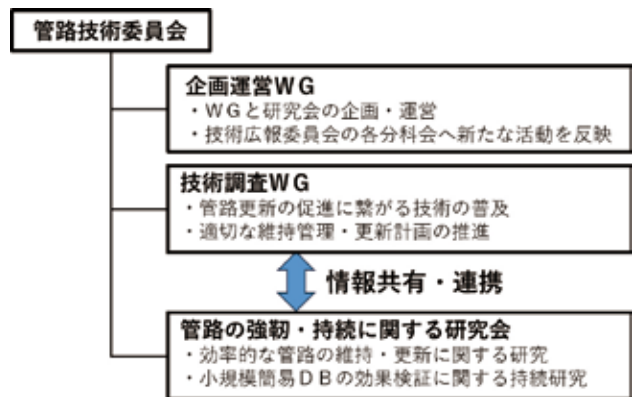 管路技術委員会
企画運営WG
・WGと研究会の企画・運営
・技術広報委員会の各分科会へ新たな活動を反映
技術調査WG
・管路更新の促進に繋がる技術の普及
・適切な維持管理・更新計画の推進
情報共有・連携
管路の強靭・持続に関する研究会
・効率的な管路の維持・更新に関する研究
・小規模簡易DBの効果検証に関する持続研究